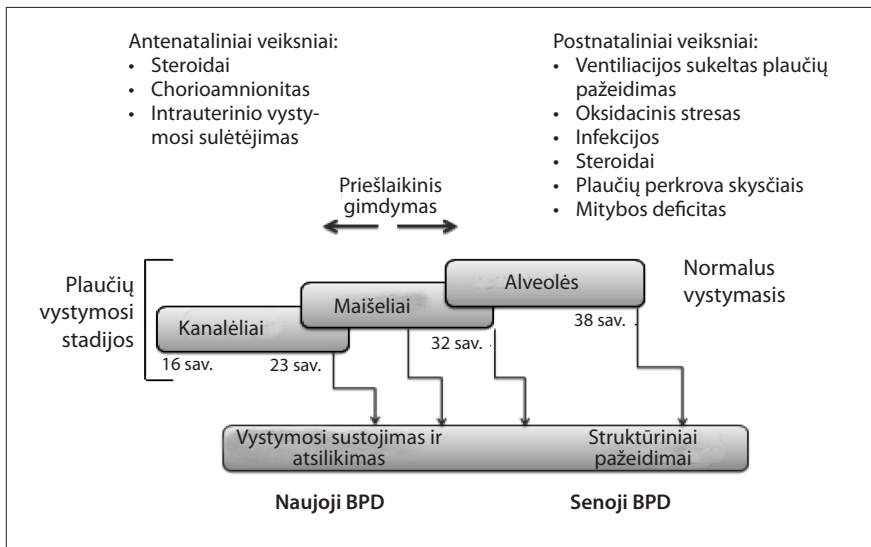 Antenataliniai veiksniai:
• Steroidai
• Chorioamnionitas
• Intrauterinio vysty-
mosi sulėtėjimas
Postnataliniai veiksniai:
• Ventiliacijos sukeltas plaučių
pažeidimas
• Oksidacinis stresas
• Infekcijos
• Steroidai
• Plaučių perkrova skysčiais
• Mitybos deficitas
Priešlaikinis
gimdymas
Plaučių
vystymosi
stadijos
Kanalėliai
Maišeliai
Alveolės
Normalus
vystymasis
16 sav.
23 sav.
32 sav.
38 sav.
Vystymosi sustojimas ir
atsilikimas
Struktūriniai
pažeidimai
Naujoji BPD
Senoji BPD